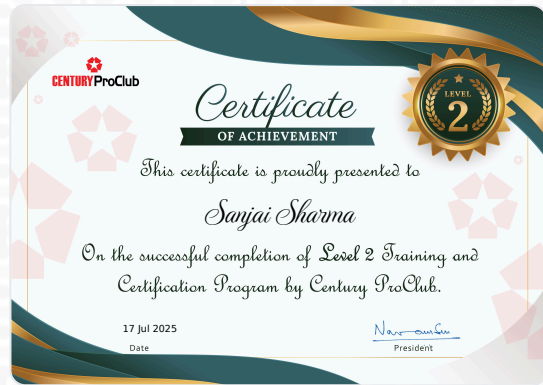 CENTURY ProClub
LEVEL
2
Certificate
OF ACHIEVEMENT
This certificate is proudly presented to
Sanjai Sharma
On the successful completion of Level 2 Training and
Certification Program by Century ProClub.
17 Jul 2025
Date
President